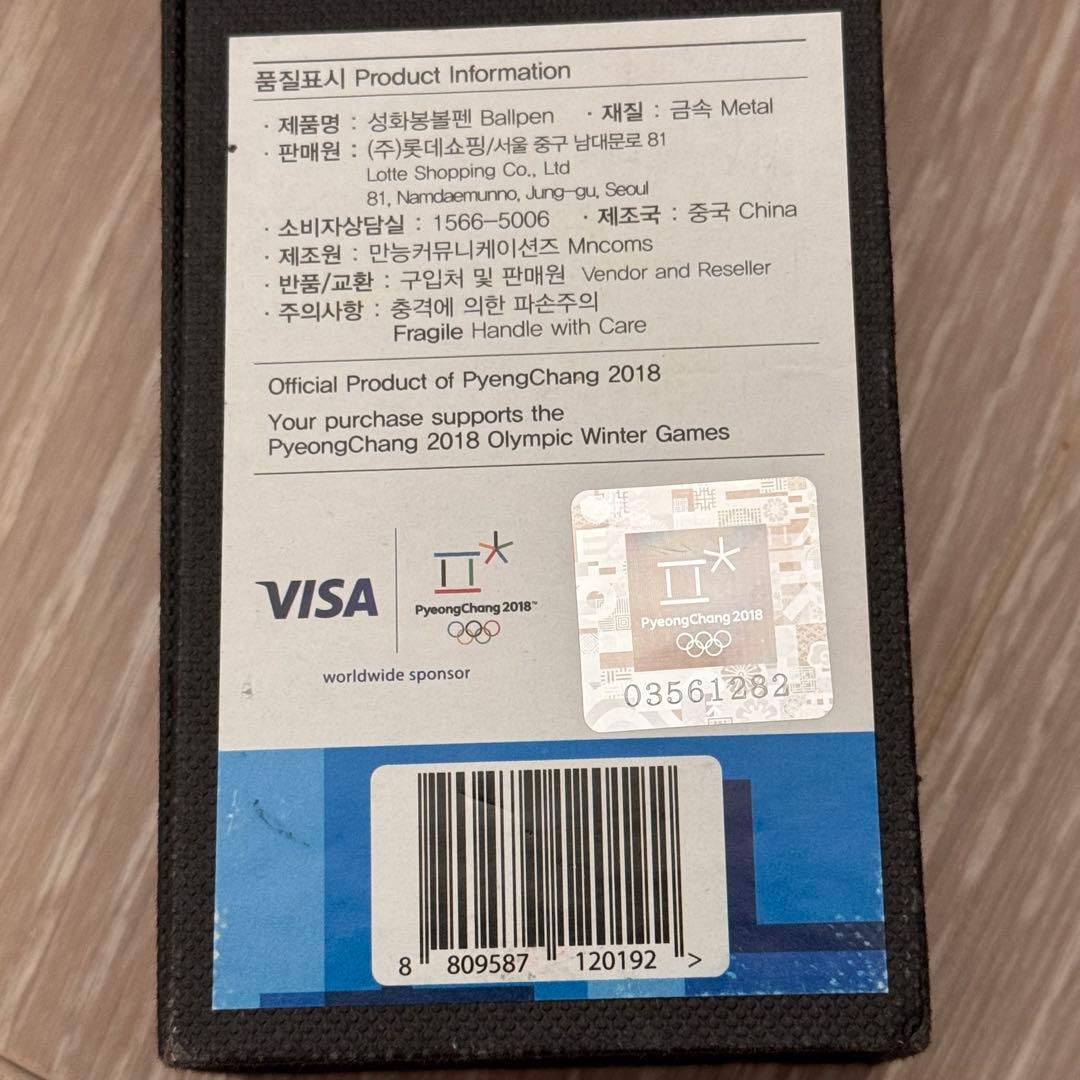 품질표시 Product Information
· 제품명 : 성화봉볼펜 Ballpen · 재질 : 금속 Metal
· 판매원 : (주)롯데쇼핑/서울 중구 남대문로 81
Lotte Shopping Co., Ltd
81, Namdaemunno, Jung-gu, Seoul
· 소비자상담실 : 1566-5006 · 제조국 : 중국 China
· 제조원 : 만능커뮤니케이션즈 Mncoms
· 반품/교환 : 구입처 및 판매원 Vendor and Reseller
· 주의사항 : 충격에 의한 파손주의
Fragile Handle with Care
Official Product of PyengChang 2018
Your purchase supports the
PyeongChang 2018 Olympic Winter Games
VISA
PyeongChang 2018™
worldwide sponsor
PyeongChang 2018
03561282
8 809587 120192 >